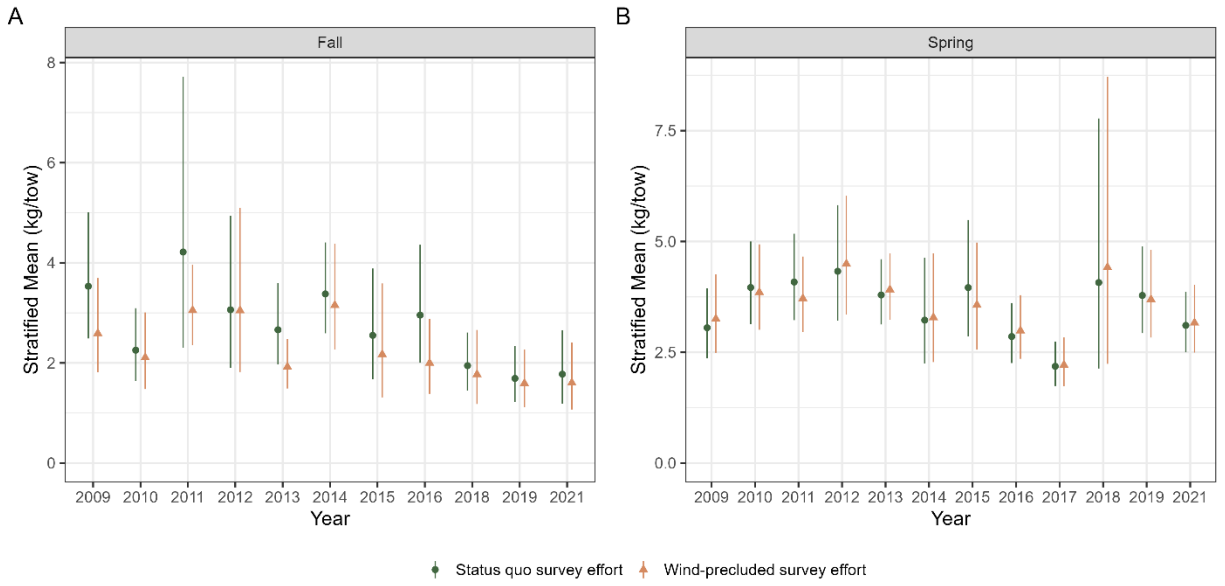 A
B
Fall
Spring
Stratified Mean (kg/tow)
8
6
4
2
0
2009 2010 2011 2012 2013 2014 2015 2016 2018 2019 2021
Year
Stratified Mean (kg/tow)
7.5
5.0
2.5
0.0
2009 2010 2011 2012 2013 2014 2015 2016 2017 2018 2019 2021
Year
Status quo survey effort Wind-precluded survey effort